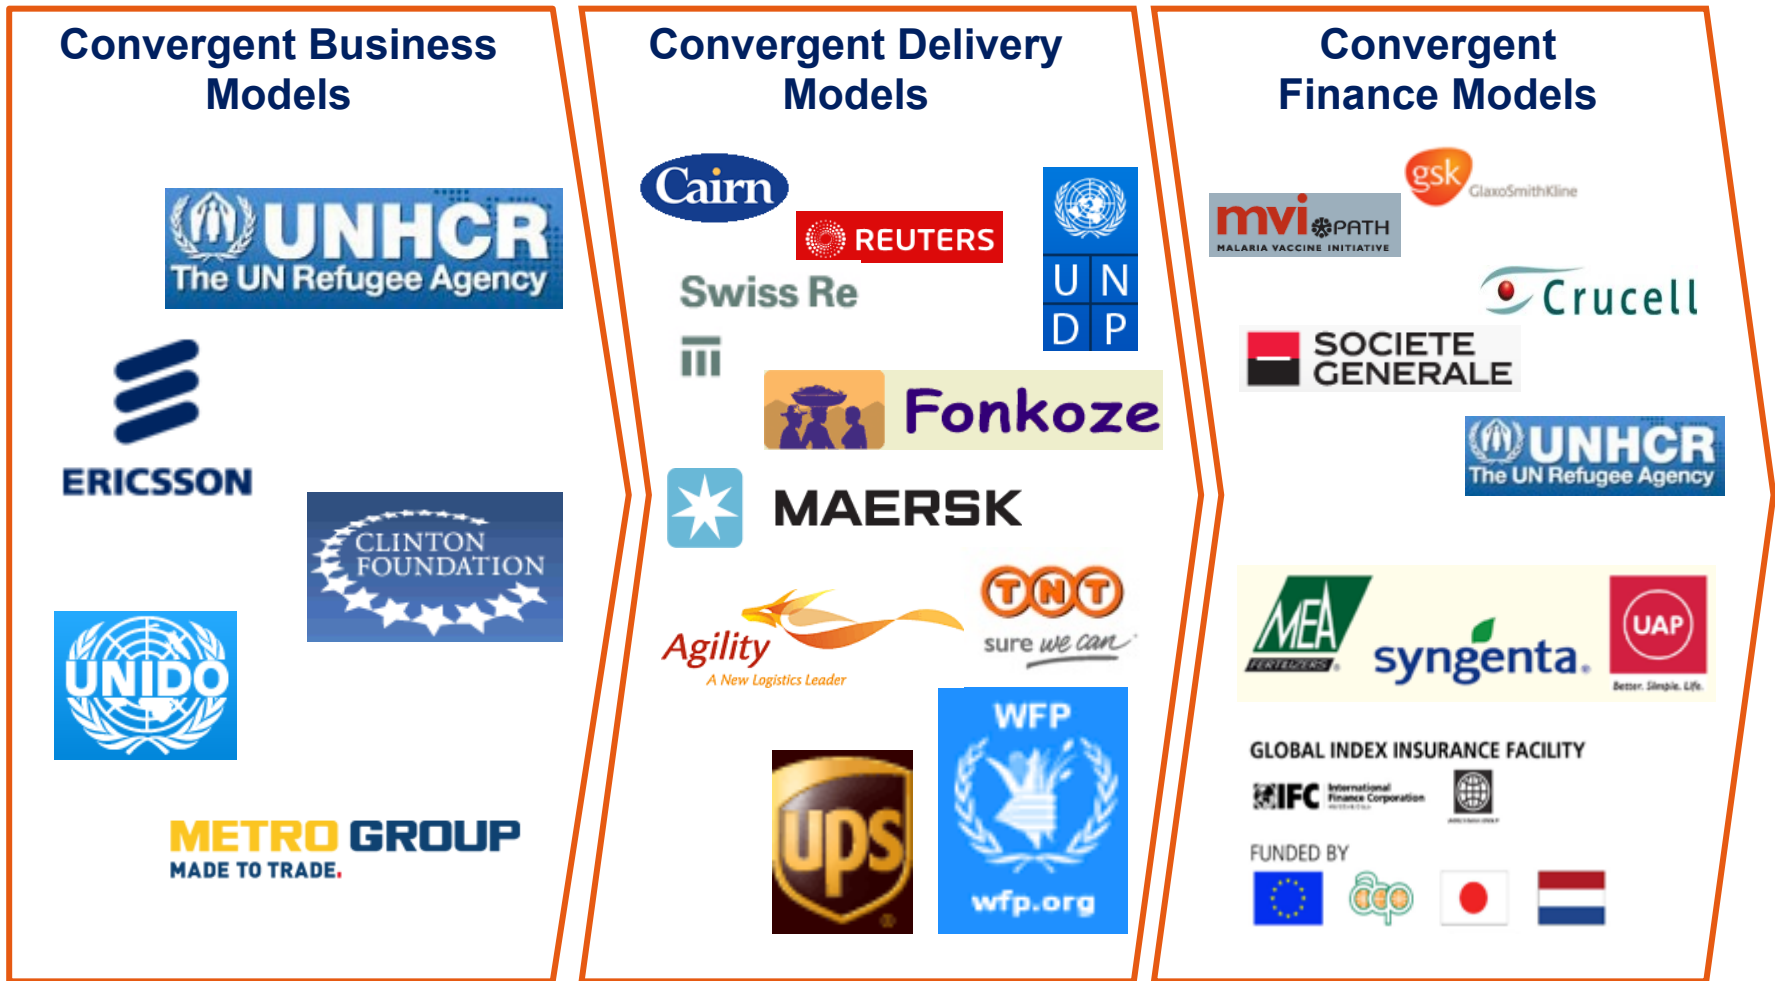 Convergent Business
Models
UNHCR
The UN Refugee Agency
ERICSSON
CLINTON
FOUNDATION
UNIDO
METRO GROUP
MADE TO TRADE.
Convergent Delivery
Models
Cairn
REUTERS
UN
DP
Swiss Re
Fonkoze
MAERSK
TNT
sure we can
Agility
A New Logistics Leader
WFP
wfp.org
ups
Convergent
Finance Models
gsk
GlaxoSmithKline
mvi PATH
MALARIA VACCINE INITIATIVE
Crucell
SOCIETE
GENERALE
UNHCR
The UN Refugee Agency
MEA
FERTILIZERS
syngenta®
UAP
Better. Simple. Life.
GLOBAL INDEX INSURANCE FACILITY
IFC International
Finance Corporation
FUNDED BY
acp